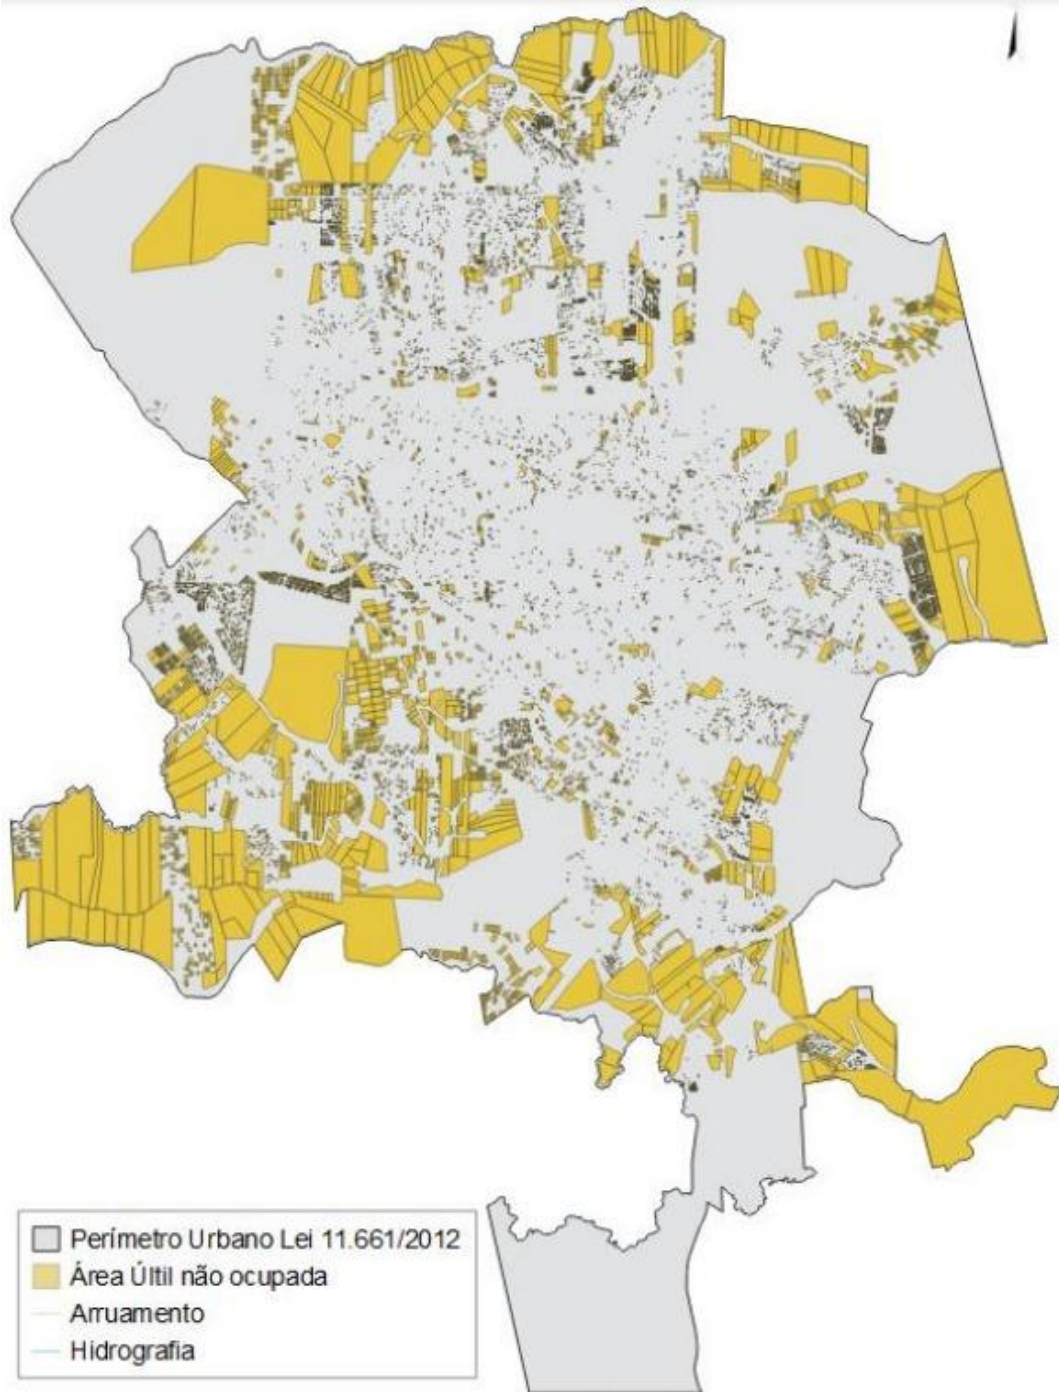 Perímetro Urbano Lei 11.661/2012
Área Últil não ocupada
Arruamento
Hidrografia